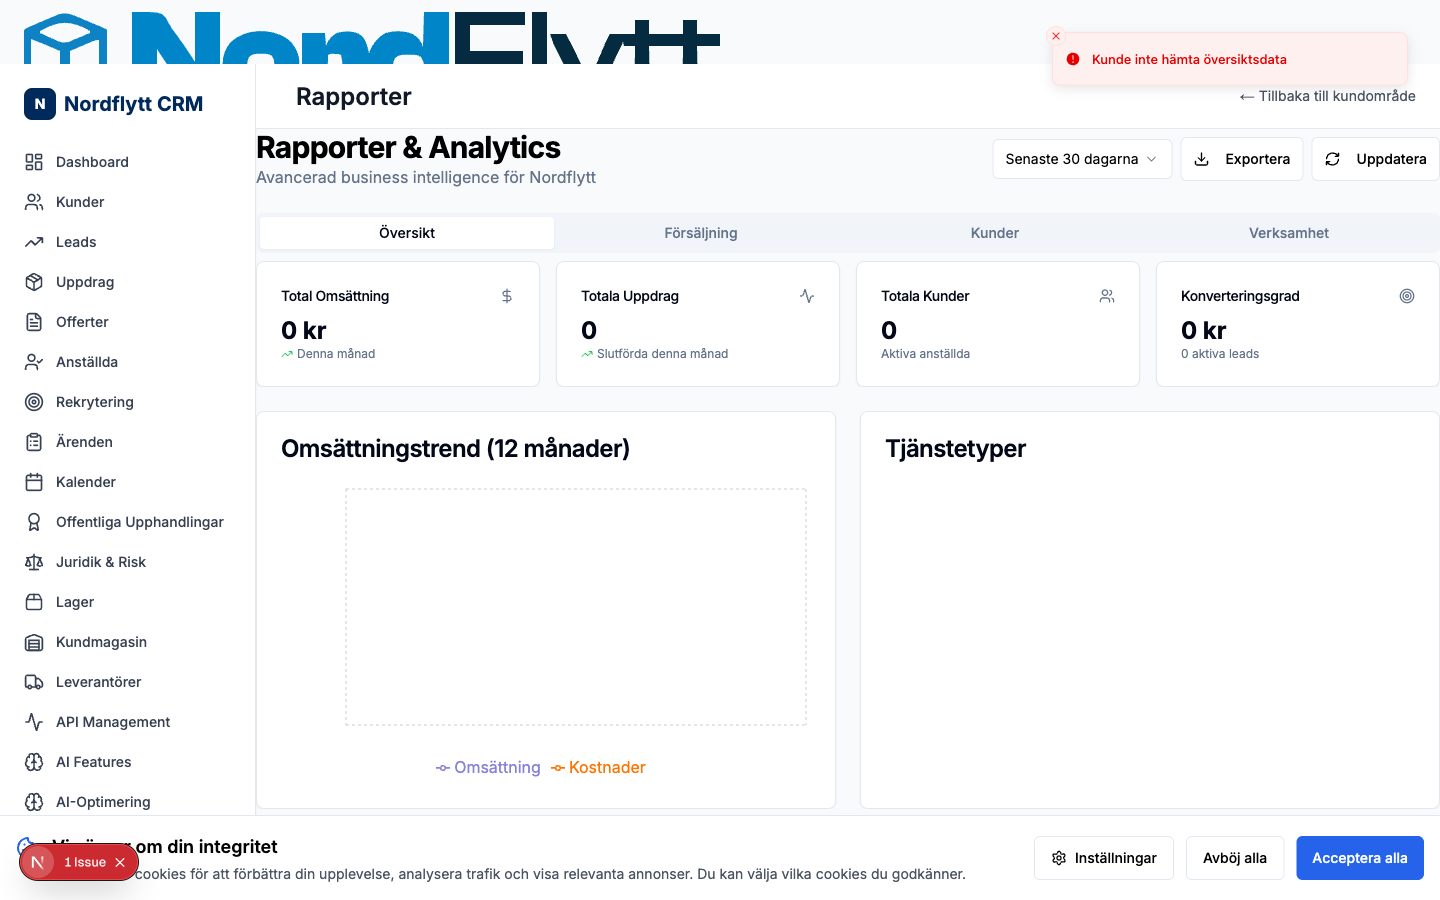 NordFlytt
Kunde inte hämta översiktsdata
N Nordflytt CRM
Rapporter
← Tillbaka till kundområde
Dashboard
Kunder
Leads
Uppdrag
Offerter
Anställda
Rekrytering
Ärenden
Kalender
Offentliga Upphandlingar
Juridik & Risk
Lager
Kundmagasin
Leverantörer
API Management
AI Features
AI-Optimering
Rapporter & Analytics
Avancerad business intelligence för Nordflytt
Senaste 30 dagarna
Exportera
Uppdatera
Översikt
Försäljning
Kunder
Verksamhet
Total Omsättning
0 kr
Denna månad
Totala Uppdrag
0
Slutförda denna månad
Totala Kunder
0
Aktiva anställda
Konverteringsgrad
0 kr
0 aktiva leads
Omsättningstrend (12 månader)
Omsättning
Kostnader
Tjänstetyper
om din integritet
cookies för att förbättra din upplevelse, analysera trafik och visa relevanta annonser. Du kan välja vilka cookies du godkänner.
N 1 Issue
Inställningar
Avböj alla
Acceptera alla